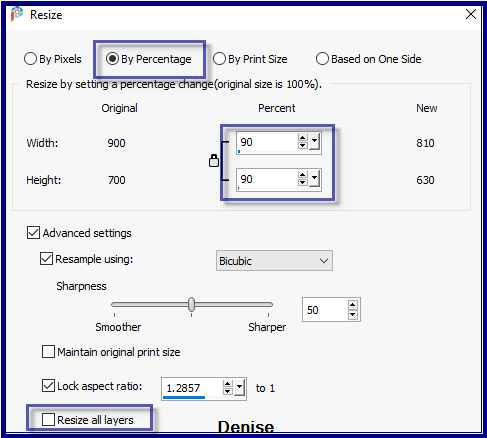 Resize
By Pixels By Percentage By Print Size Based on One Side
Resize by setting a percentage change(original size is 100%).
Original Percent New
Width: 900 90 810
Height: 700 90 630
Advanced settings
Resample using: Bicubic
Sharpness
50
Smoother Sharper
Maintain original print size
Lock aspect ratio: 1.2857 to 1
Resize all layers
Denise